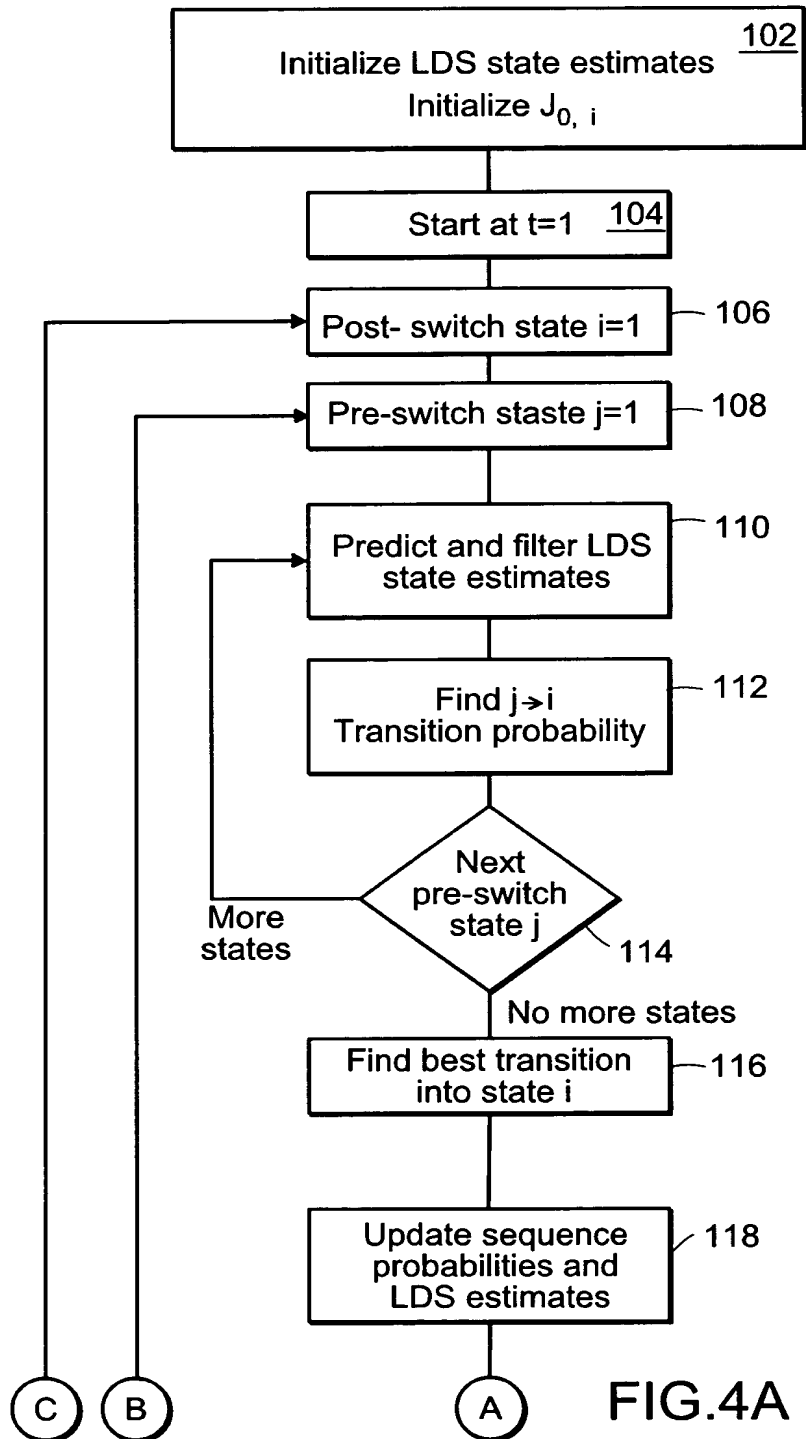 102
Initialize LDS state estimates
Initialize J0, i
Start at t=1
104
Post- switch state i=1
106
Pre-switch staste j=1
108
Predict and filter LDS
state estimates
110
Find j→i
Transition probability
112
Next
pre-switch
state j
114
More
states
No more states
Find best transition
into state i
116
Update sequence
probabilities and
LDS estimates
118
C
B
A
FIG.4A